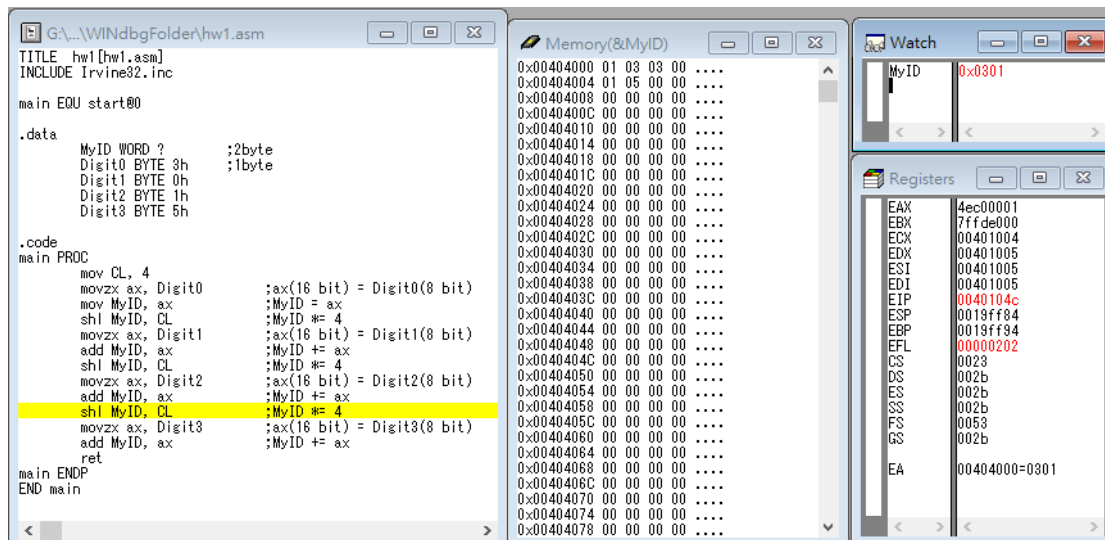 G:\...\WINdbgFolder\hw1.asm
TITLE hw1[hw1.asm]
INCLUDE Irvine32.inc
main EQU start@0
.data
MyID WORD ? ;2byte
Digit0 BYTE 3h ;1byte
Digit1 BYTE 0h
Digit2 BYTE 1h
Digit3 BYTE 5h
.code
main PROC
mov CL, 4
movzx ax, Digit0 ;ax(16 bit) = Digit0(8 bit)
mov MyID, ax ;MyID = ax
shl MyID, CL ;MyID *= 4
movzx ax, Digit1 ;ax(16 bit) = Digit1(8 bit)
add MyID, ax ;MyID += ax
shl MyID, CL ;MyID *= 4
movzx ax, Digit2 ;ax(16 bit) = Digit2(8 bit)
add MyID, ax ;MyID += ax
shl MyID, CL ;MyID *= 4
movzx ax, Digit3 ;ax(16 bit) = Digit3(8 bit)
add MyID, ax ;MyID += ax
ret
main ENDP
END main
Memory(&MyID)
0x00404000 01 03 03 00 ....
0x00404004 01 05 00 00 ....
0x00404008 00 00 00 00 ....
0x0040400C 00 00 00 00 ....
0x00404010 00 00 00 00 ....
0x00404014 00 00 00 00 ....
0x00404018 00 00 00 00 ....
0x0040401C 00 00 00 00 ....
0x00404020 00 00 00 00 ....
0x00404024 00 00 00 00 ....
0x00404028 00 00 00 00 ....
0x0040402C 00 00 00 00 ....
0x00404030 00 00 00 00 ....
0x00404034 00 00 00 00 ....
0x00404038 00 00 00 00 ....
0x0040403C 00 00 00 00 ....
0x00404040 00 00 00 00 ....
0x00404044 00 00 00 00 ....
0x00404048 00 00 00 00 ....
0x0040404C 00 00 00 00 ....
0x00404050 00 00 00 00 ....
0x00404054 00 00 00 00 ....
0x00404058 00 00 00 00 ....
0x0040405C 00 00 00 00 ....
0x00404060 00 00 00 00 ....
0x00404064 00 00 00 00 ....
0x00404068 00 00 00 00 ....
0x0040406C 00 00 00 00 ....
0x00404070 00 00 00 00 ....
0x00404074 00 00 00 00 ....
0x00404078 00 00 00 00 ....
Watch
MyID 0x0301
Registers
EAX 4ec00001
EBX 7ffde000
ECX 00401004
EDX 00401005
ESI 00401005
EDI 00401005
EIP 0040104c
ESP 0019ff84
EBP 0019ff94
EFL 00000202
CS 0023
DS 002b
ES 002b
SS 002b
FS 0053
GS 002b
EA 00404000=0301